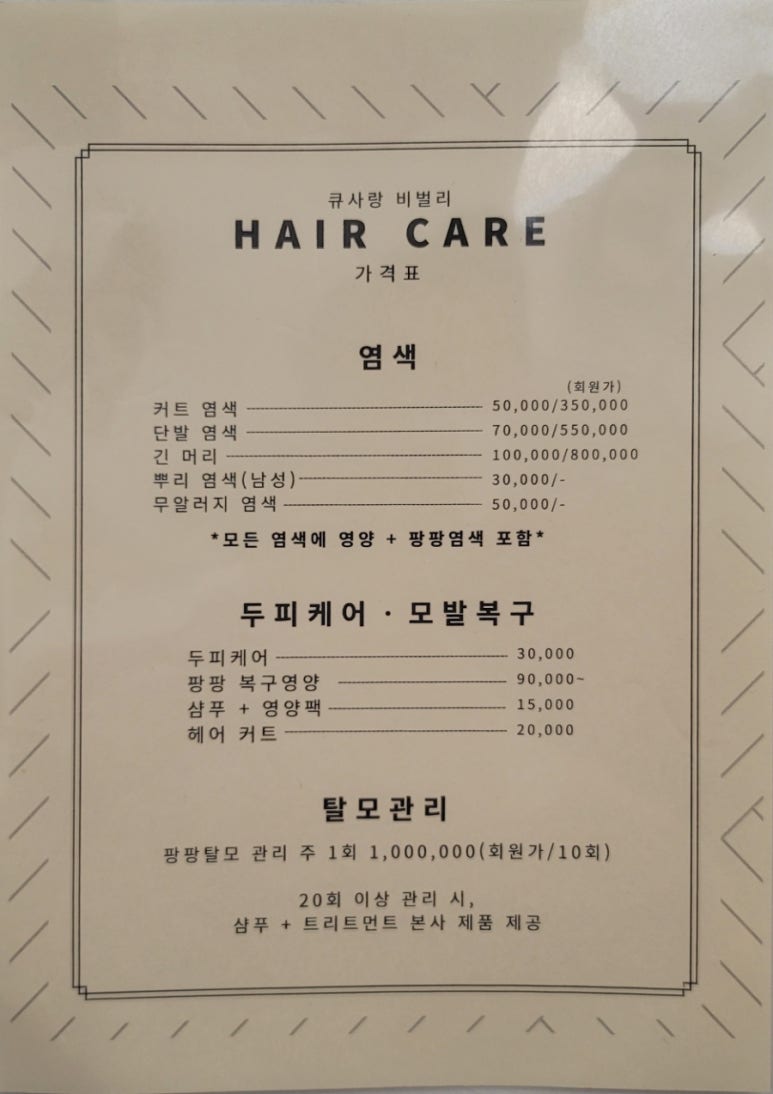 큐사랑 비벌리
HAIR CARE
가격표
염색
(회원가)
커트 염색 50,000/350,000
단발 염색 70,000/550,000
긴 머리 100,000/800,000
뿌리 염색(남성) 30,000/-
무알러지 염색 50,000/-
*모든 염색에 영양 + 팡팡염색 포함*
두피케어 · 모발복구
두피케어 30,000
팡팡 복구영양 90,000~
샴푸 + 영양팩 15,000
헤어 커트 20,000
탈모관리
팡팡탈모 관리 주 1회 1,000,000(회원가/10회)
20회 이상 관리 시,
샴푸 + 트리트먼트 본사 제품 제공